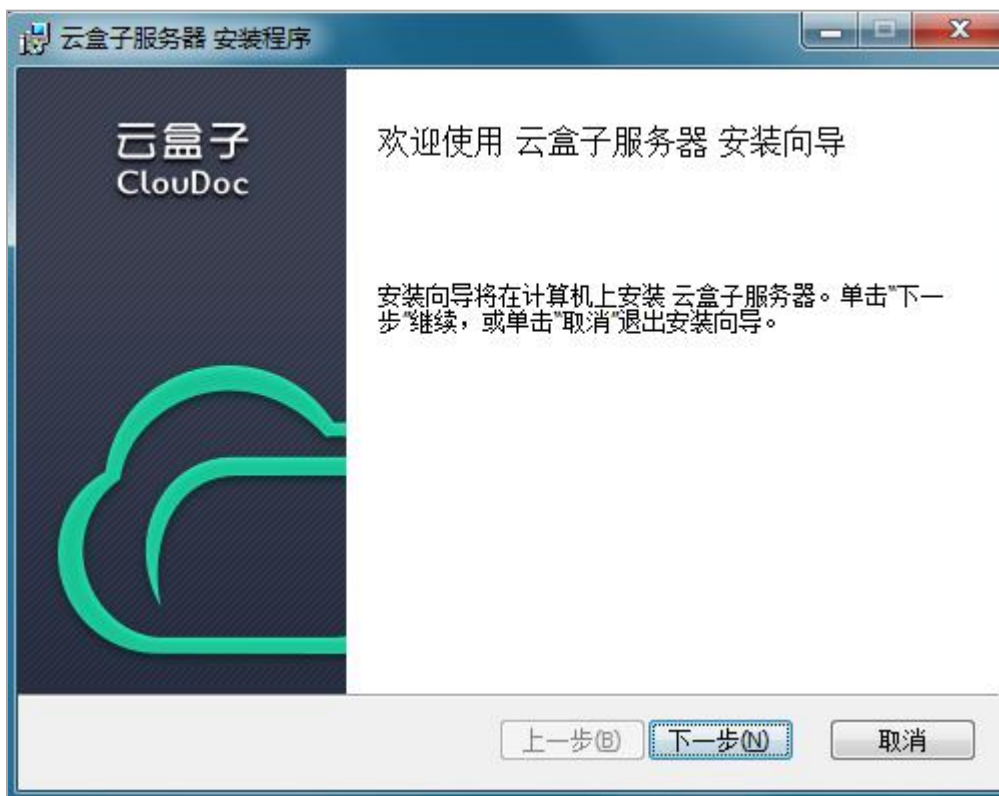 云盒子服务器 安装程序
云盒子
ClouDoc
欢迎使用 云盒子服务器 安装向导
安装向导将在计算机上安装 云盒子服务器。单击"下一
步"继续，或单击"取消"退出安装向导。
上一步(B) 下一步(N) 取消